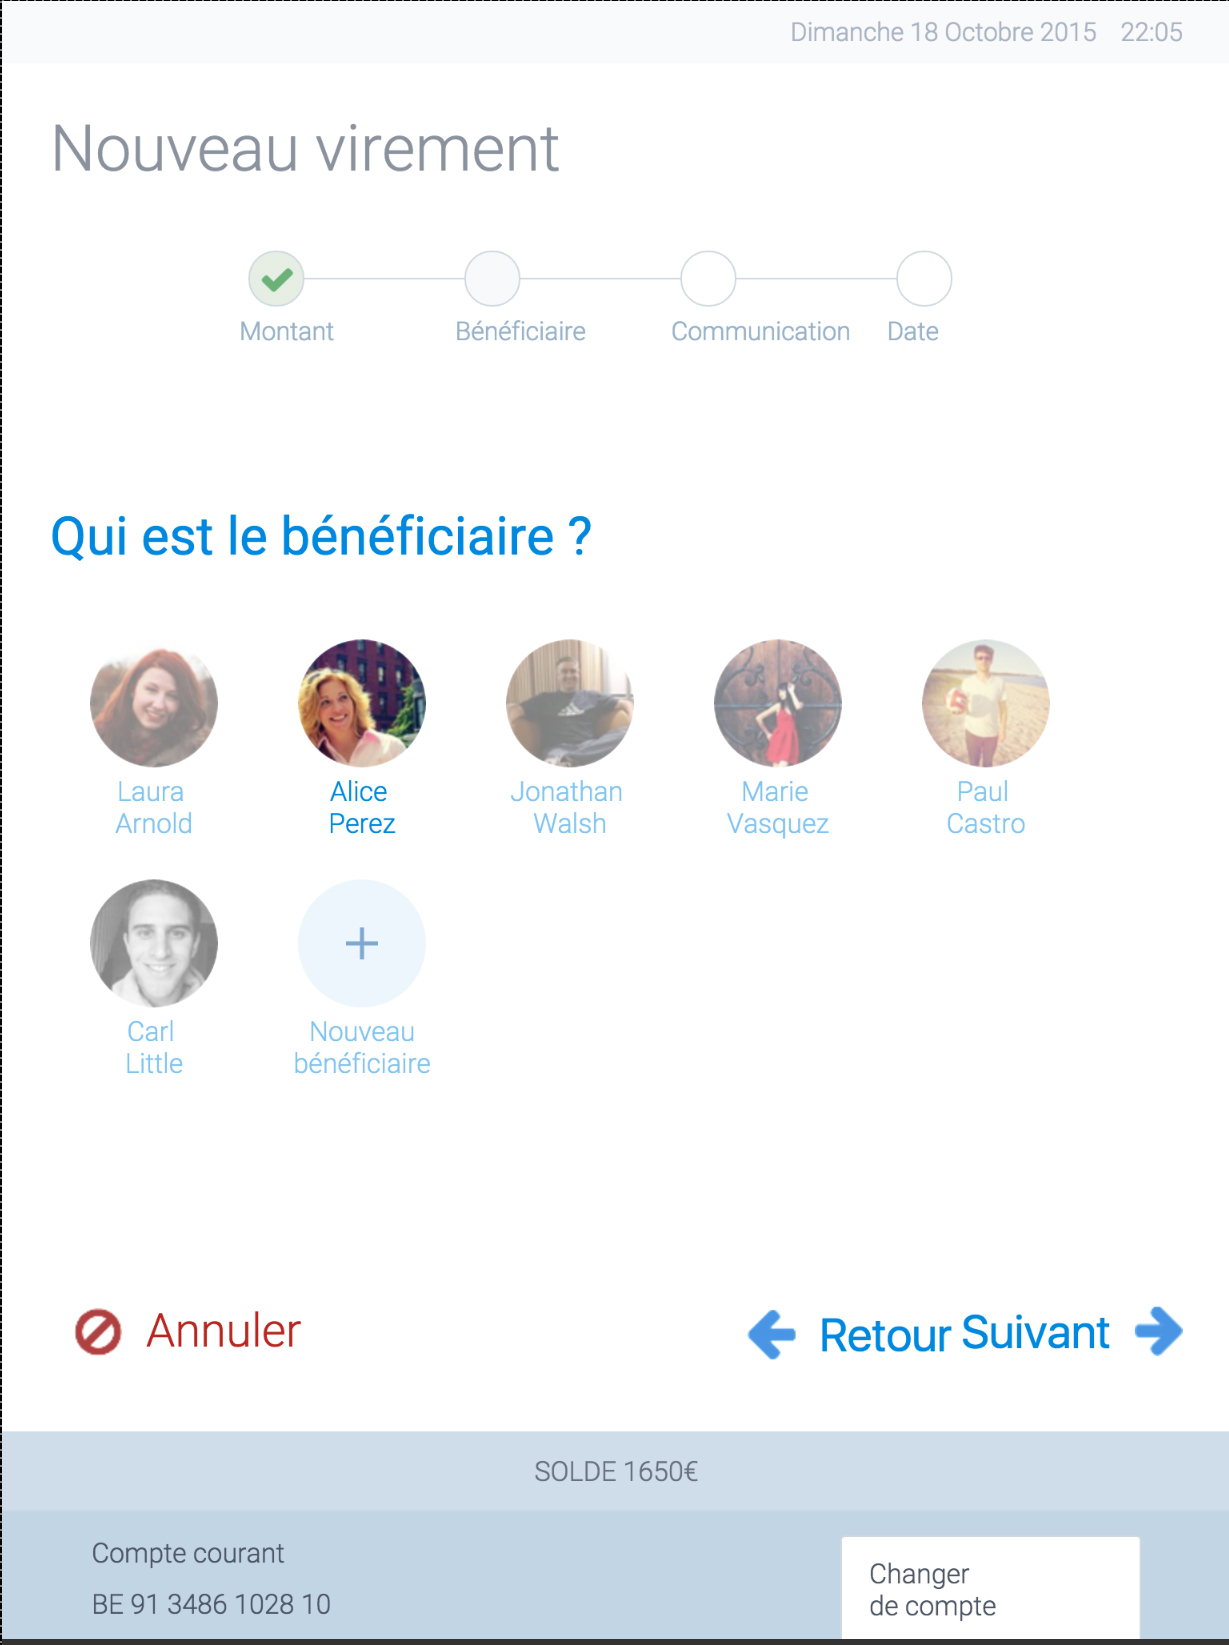 Dimanche 18 Octobre 2015 22:05
Nouveau virement
Montant Bénéficiaire Communication Date
Qui est le bénéficiaire ?
Laura Arnold
Alice Perez
Jonathan Walsh
Marie Vasquez
Paul Castro
Carl Little
Nouveau bénéficiaire
Annuler
Retour Suivant
SOLDE 1650€
Compte courant
BE 91 3486 1028 10
Changer
de compte